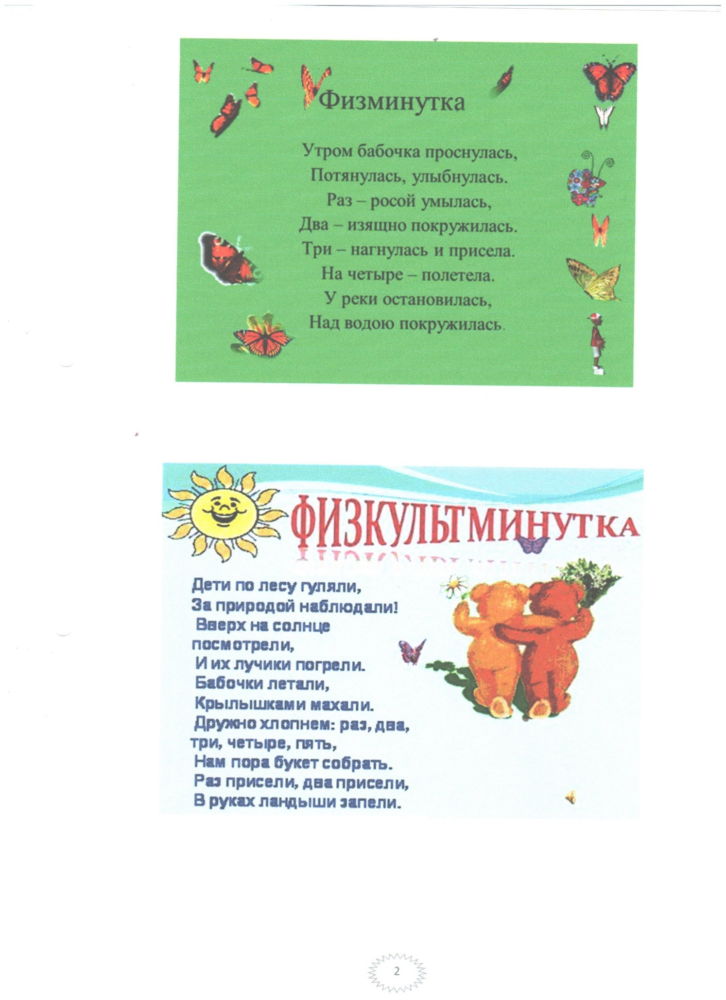 Физминутка
Утром бабочка проснулась,
Потянулась, улыбнулась.
Раз – росой умылась,
Два – изящно покружилась.
Три – нагнулась и присела.
На четыре – полетела.
У реки остановилась,
Над водою покружилась.
ФИЗКУЛЬТМИНУТКА
Дети по лесу гуляли,
За природой наблюдали!
Вверх на солнце
посмотрели,
И их лучики погрели.
Бабочки летали,
Крылышками махали.
Дружно хлопнем: раз, два,
три, четыре, пять,
Нам пора букет собрать.
Раз присели, два присели,
В руках ландыши запели.
2